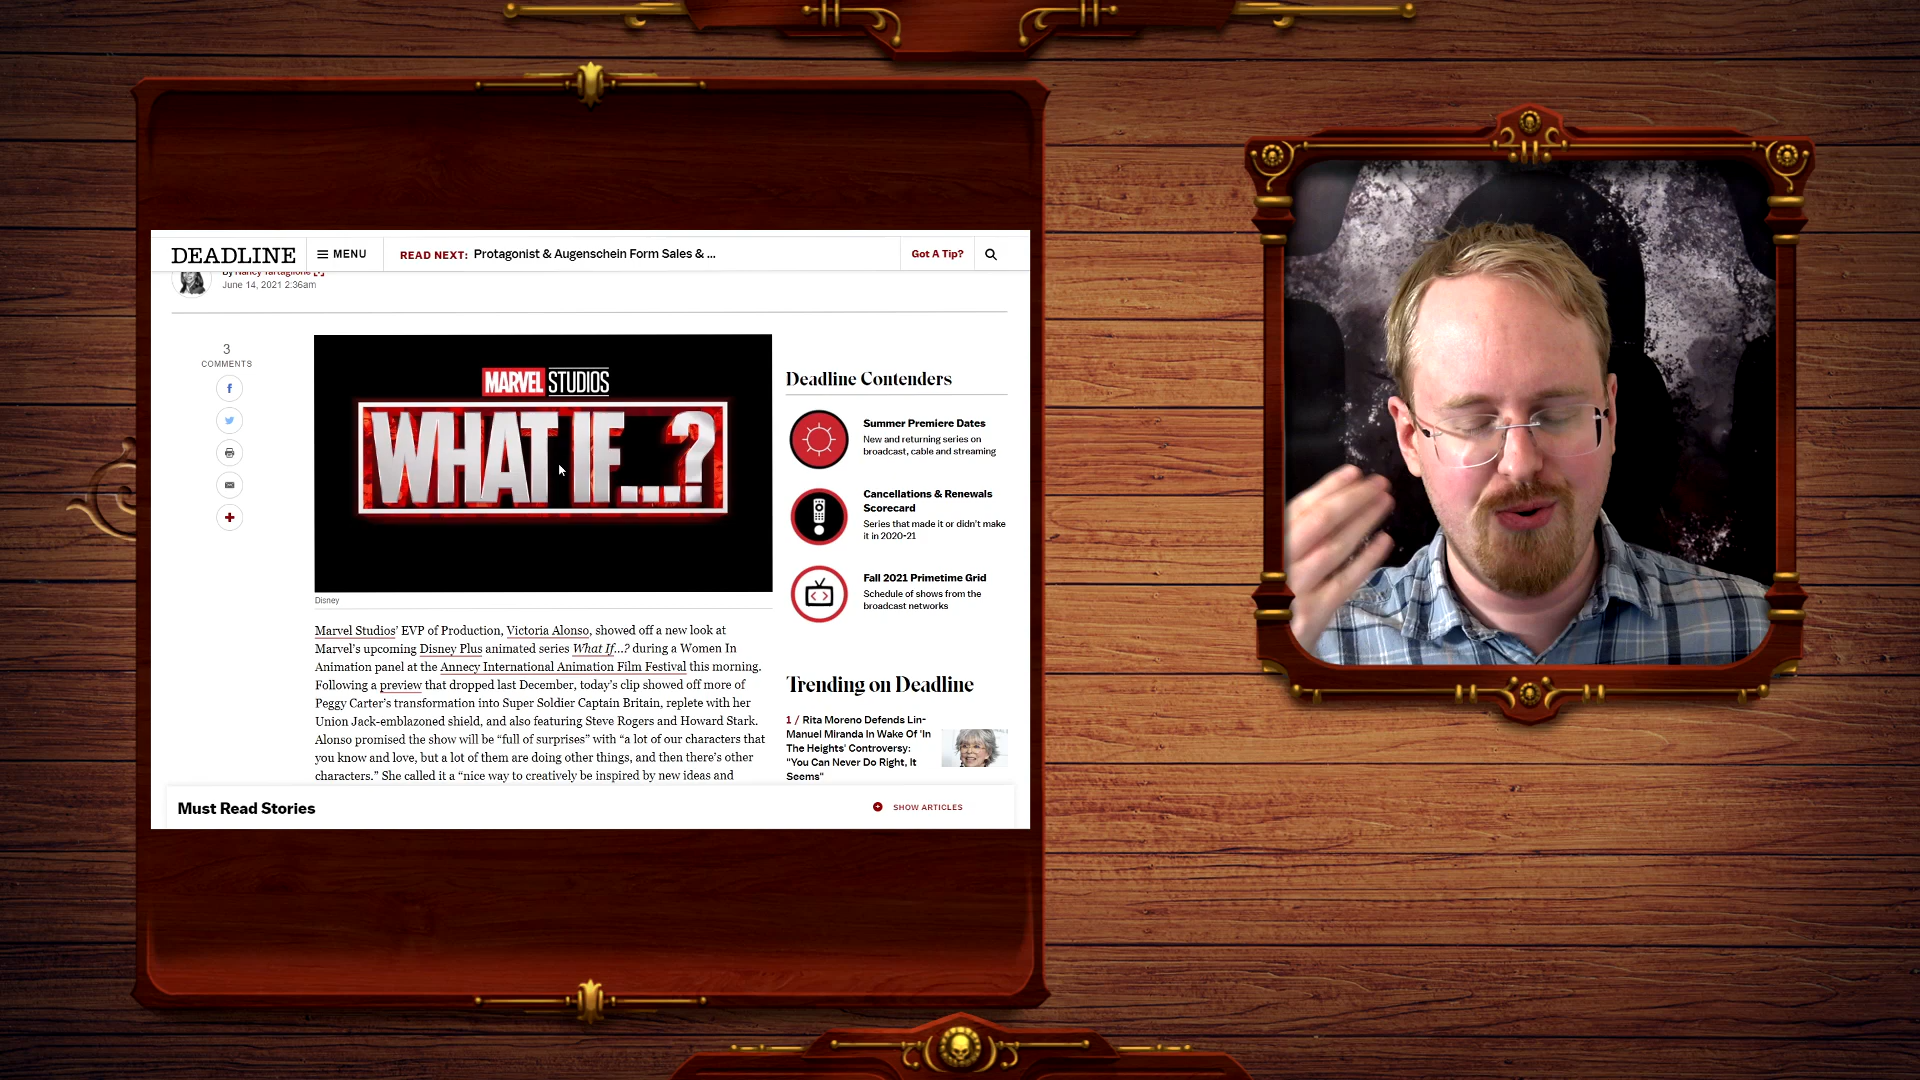 DEADLINE
MENU
READ NEXT: Protagonist & Augenschein Form Sales & ...
Got A Tip?
By Nancy Tartaglione [+]
June 14, 2021 2:36am
3
COMMENTS
MARVEL STUDIOS
WHAT IF...?
Disney
Marvel Studios’ EVP of Production, Victoria Alonso, showed off a new look at
Marvel’s upcoming Disney Plus animated series What If…? during a Women In
Animation panel at the Annecy International Animation Film Festival this morning.
Following a preview that dropped last December, today’s clip showed off more of
Peggy Carter’s transformation into Super Soldier Captain Britain, replete with her
Union Jack-emblazoned shield, and also featuring Steve Rogers and Howard Stark.
Alonso promised the show will be “full of surprises” with “a lot of our characters that
you know and love, but a lot of them are doing other things, and then there’s other
characters.” She called it a “nice way to creatively be inspired by new ideas and
Deadline Contenders
Summer Premiere Dates
New and returning series on
broadcast, cable and streaming
Cancellations & Renewals
Scorecard
Series that made it or didn't make
it in 2020-21
Fall 2021 Primetime Grid
Schedule of shows from the
broadcast networks
Trending on Deadline
1 / Rita Moreno Defends Lin-
Manuel Miranda In Wake Of 'In
The Heights' Controversy:
"You Can Never Do Right, It
Seems"
Must Read Stories
SHOW ARTICLES